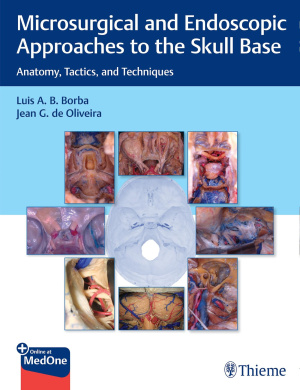 Microsurgical and Endoscopic
Approaches to the Skull Base
Anatomy, Tactics, and Techniques
Luis A. B. Borba
Jean G. de Oliveira
Online at
MedOne
Thieme